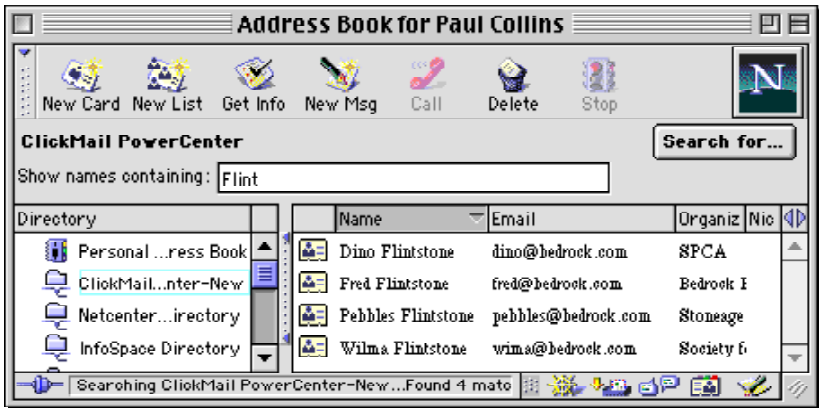 Address Book for Paul Collins
New Card New List Get Info New Msg Call Delete Stop
N
ClickMail PowerCenter
Search for...
Show names containing: Flint
Directory Name Email Organiz Nic
Personal ...ress Book Dino Flintstone dino@bedrock.com SPCA
ClickMail...nter-New Fred Flintstone fred@bedrock.com Bedrock
Netcenter...irectory Pebbles Flintstone pebbles@bedrock.com Stoneage
InfoSpace Directory Wilma Flintstone wima@bedrock.com Society f
Searching ClickMail PowerCenter-New...Found 4 matc